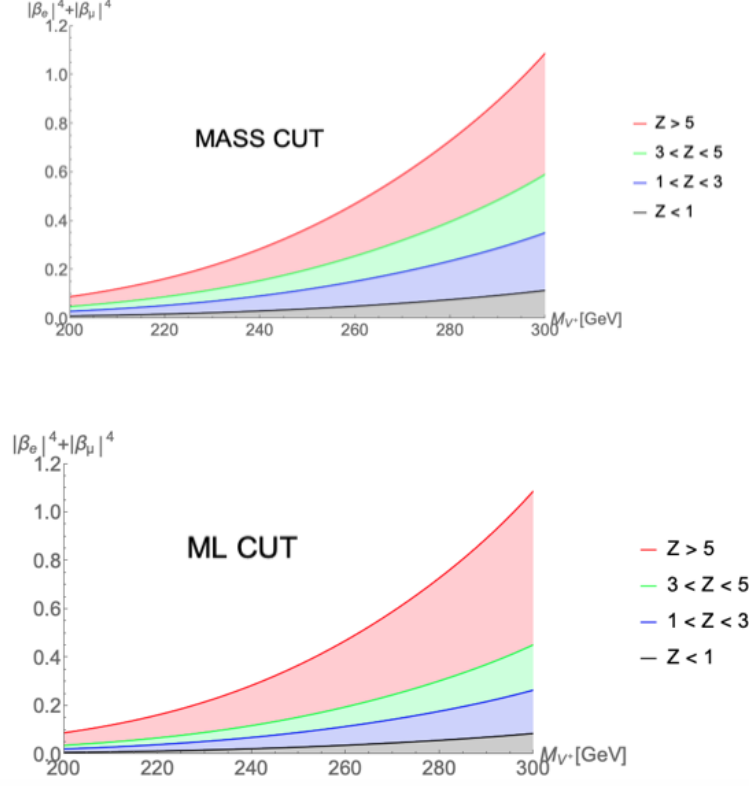 |βₑ|⁴+|βμ|⁴
1.2
1.0
0.8
0.6
0.4
0.2
0.0
MASS CUT
200
220
240
260
280
300
M_V⁺[GeV]
Z > 5
3 < Z < 5
1 < Z < 3
Z < 1
|βₑ|⁴+|βμ|⁴
1.2
1.0
0.8
0.6
0.4
0.2
0.0
ML CUT
200
220
240
260
280
300
M_V⁺[GeV]
Z > 5
3 < Z < 5
1 < Z < 3
Z < 1